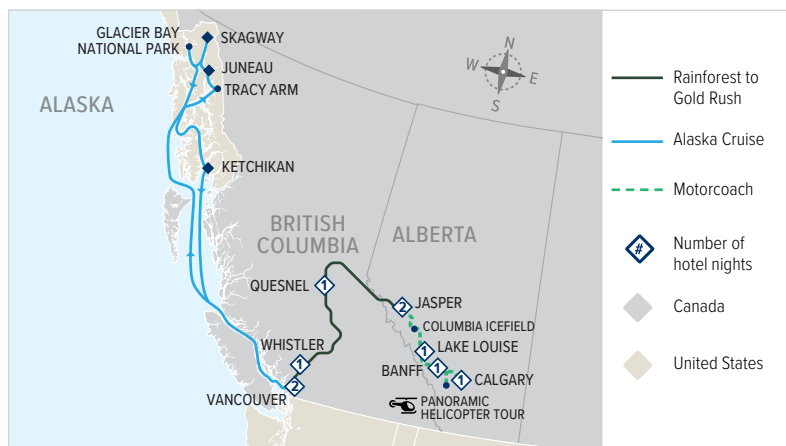 GLACIER BAY
NATIONAL PARK
SKAGWAY
JUNEAU
TRACY ARM
ALASKA
KETCHIKAN
N
W
E
S
BRITISH
COLUMBIA
ALBERTA
QUESNEL
1
2
JASPER
COLUMBIA ICEFIELD
WHISTLER
1
1
LAKE LOUISE
BANFF
1
1
CALGARY
VANCOUVER
2
PANORAMIC
HELICOPTER TOUR
Rainforest to
Gold Rush
Alaska Cruise
Motorcoach
#
Number of
hotel nights
Canada
United States